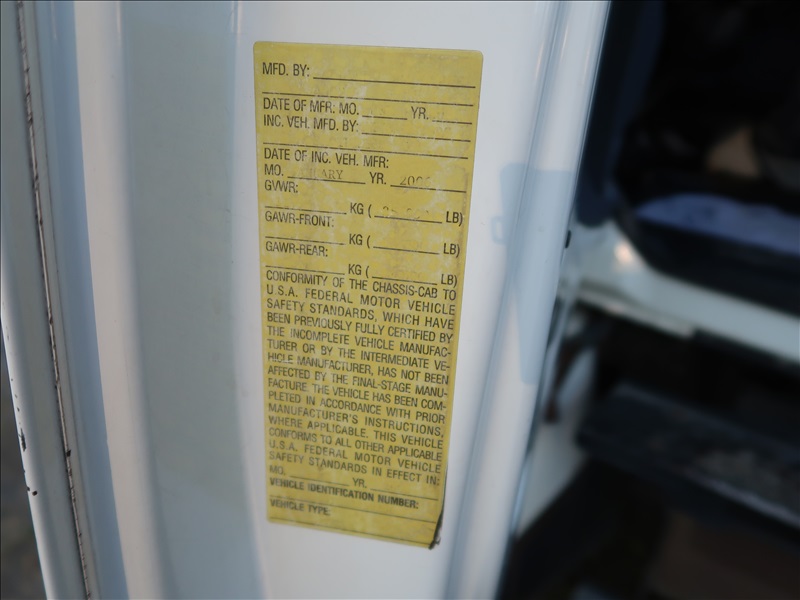 MFD. BY:
DATE OF MFR: MO. YR.
INC. VEH. MFD. BY:
DATE OF INC. VEH. MFR:
MO. YR.
GVWR:
KG ( LB)
GAWR-FRONT:
KG ( LB)
GAWR-REAR:
KG ( LB)
CONFORMITY OF THE CHASSIS-CAB TO
U.S.A. FEDERAL MOTOR VEHICLE
SAFETY STANDARDS, WHICH HAVE
BEEN PREVIOUSLY FULLY CERTIFIED BY
THE INCOMPLETE VEHICLE MANUFAC-
TURER OR BY THE INTERMEDIATE VE-
HICLE MANUFACTURER, HAS NOT BEEN
AFFECTED BY THE FINAL-STAGE MANU-
FACTURE. THE VEHICLE HAS BEEN COM-
PLETED IN ACCORDANCE WITH PRIOR
MANUFACTURER'S INSTRUCTIONS,
WHERE APPLICABLE. THIS VEHICLE
CONFORMS TO ALL OTHER APPLICABLE
U.S.A. FEDERAL MOTOR VEHICLE
SAFETY STANDARDS IN EFFECT IN:
MO. YR.
VEHICLE IDENTIFICATION NUMBER:
VEHICLE TYPE